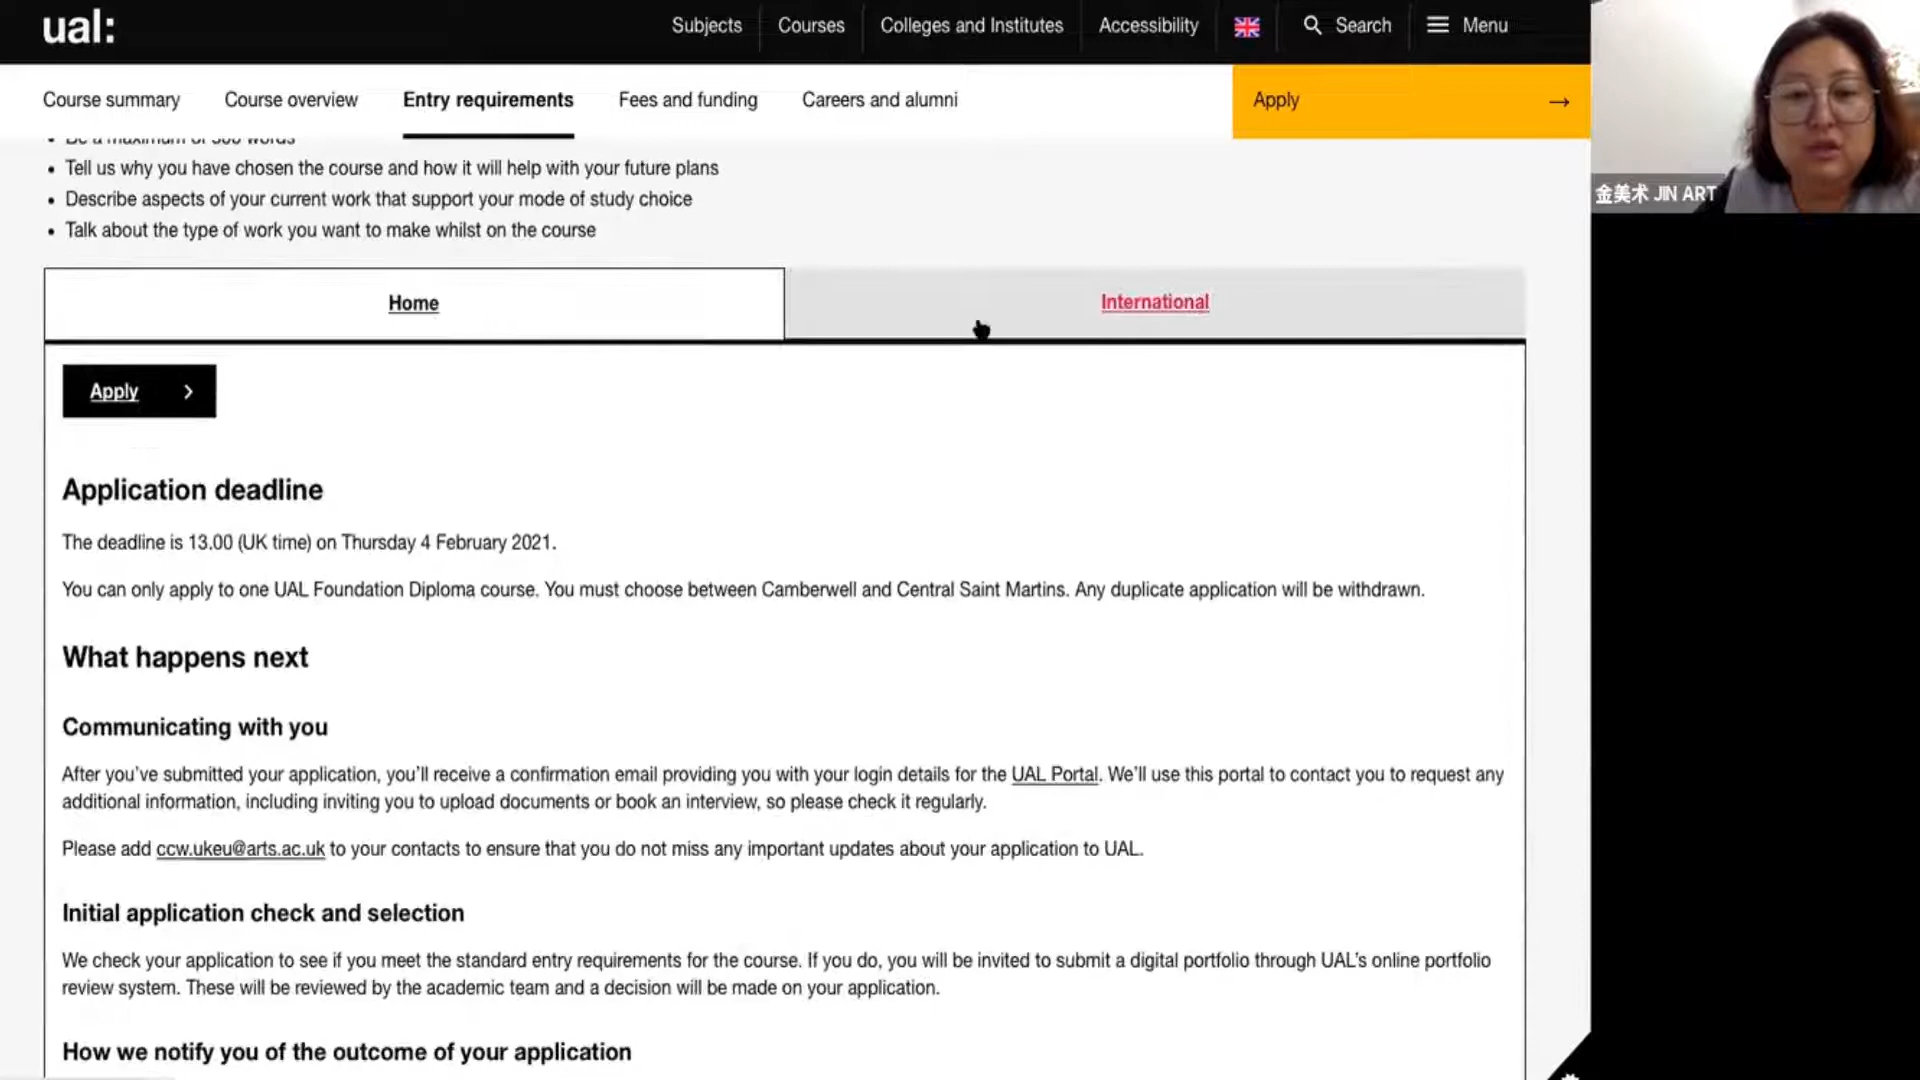 ual:
Subjects
Courses
Colleges and Institutes
Accessibility
Search
Menu
Course summary
Course overview
Entry requirements
Fees and funding
Careers and alumni
Apply →
• Be a maximum of 500 words
• Tell us why you have chosen the course and how it will help with your future plans
• Describe aspects of your current work that support your mode of study choice
• Talk about the type of work you want to make whilst on the course
Home
International
Apply >
Application deadline
The deadline is 13.00 (UK time) on Thursday 4 February 2021.
You can only apply to one UAL Foundation Diploma course. You must choose between Camberwell and Central Saint Martins. Any duplicate application will be withdrawn.
What happens next
Communicating with you
After you’ve submitted your application, you’ll receive a confirmation email providing you with your login details for the UAL Portal. We’ll use this portal to contact you to request any
additional information, including inviting you to upload documents or book an interview, so please check it regularly.
Please add ccw.ukeu@arts.ac.uk to your contacts to ensure that you do not miss any important updates about your application to UAL.
Initial application check and selection
We check your application to see if you meet the standard entry requirements for the course. If you do, you will be invited to submit a digital portfolio through UAL’s online portfolio
review system. These will be reviewed by the academic team and a decision will be made on your application.
How we notify you of the outcome of your application
金美术 JIN ART